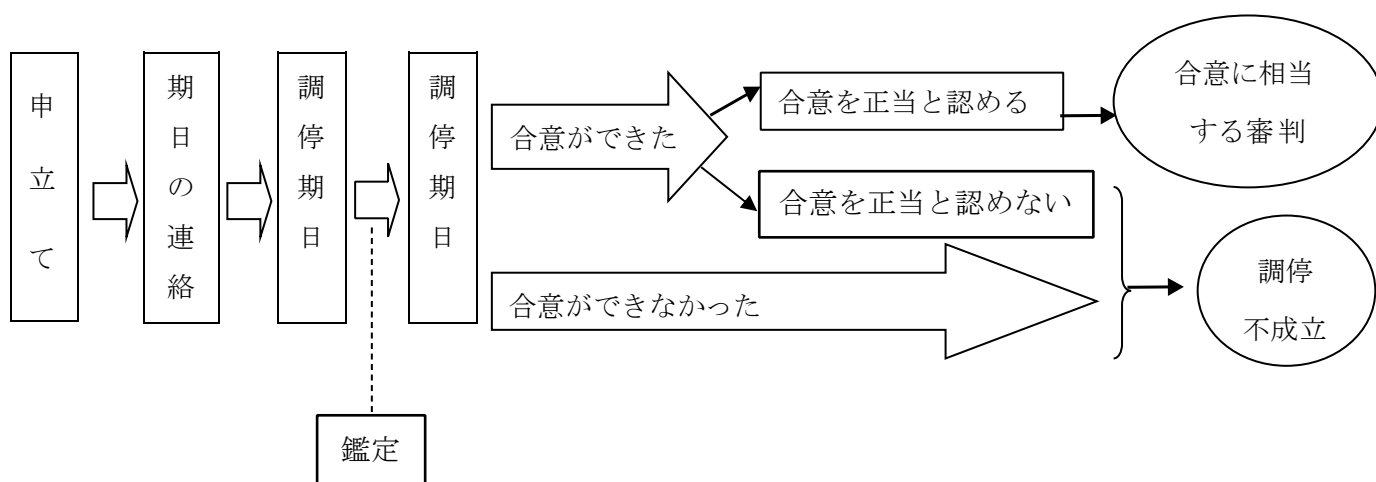 申立て
期日の連絡
調停期日
調停期日
合意ができた
合意を正当と認める
合意に相当
する審判
合意を正当と認めない
合意ができなかった
調停
不成立
鑑定